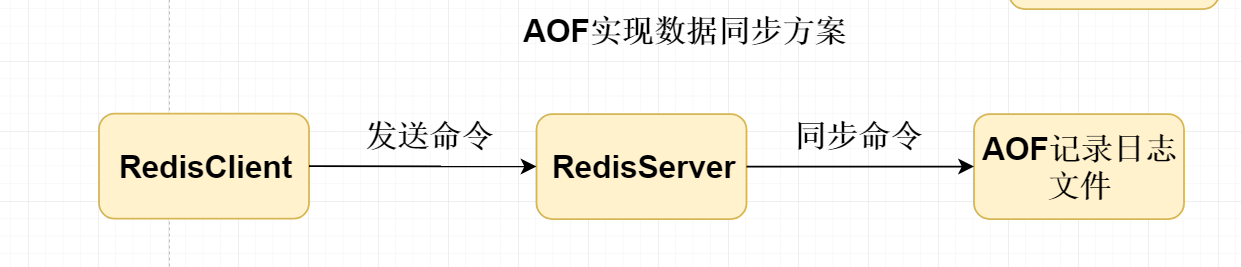 AOF实现数据同步方案
发送命令
同步命令
RedisClient
RedisServer
AOF记录日志
文件